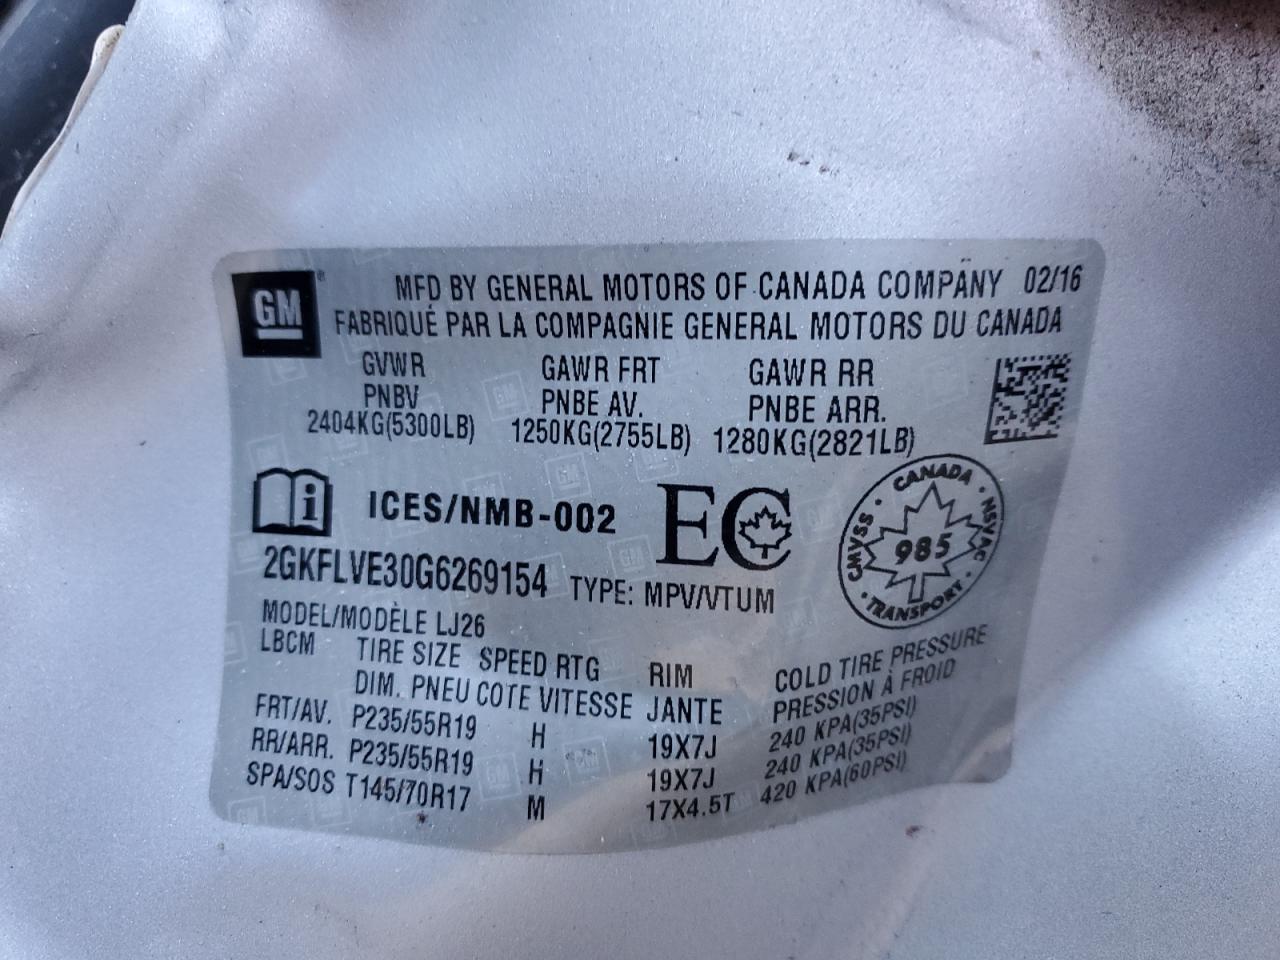 GM MFD BY GENERAL MOTORS OF CANADA COMPANY 02/16
FABRIQUÉ PAR LA COMPAGNIE GENERAL MOTORS DU CANADA
GVWR GAWR FRT GAWR RR
PNBV PNBE AV. PNBE ARR.
2404KG(5300LB) 1250KG(2755LB) 1280KG(2821LB)
i ICES/NMB-002 EC
CANADA · NSVAC · TRANSPORT · CMVSS ·
985
2GKFLVE30G6269154 TYPE: MPV/VTUM
MODEL/MODÈLE LJ26
LBCM TIRE SIZE SPEED RTG RIM COLD TIRE PRESSURE
DIM. PNEU COTE VITESSE JANTE PRESSION À FROID
FRT/AV. P235/55R19 H 19X7J 240 KPA(35PSI)
RR/ARR. P235/55R19 H 19X7J 240 KPA(35PSI)
SPA/SOS T145/70R17 M 17X4.5T 420 KPA(60PSI)